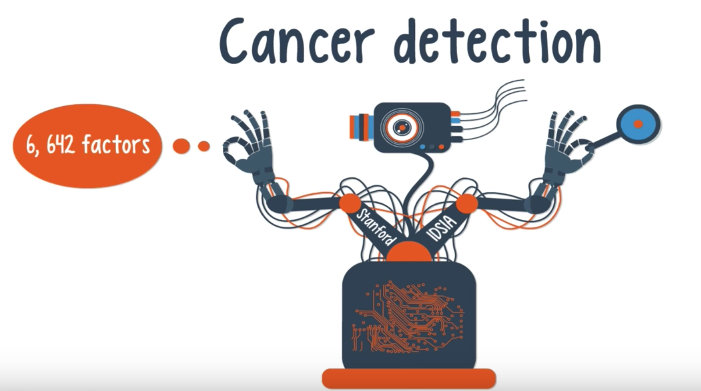 Cancer detection
6, 642 factors
Stanford
IDSIA